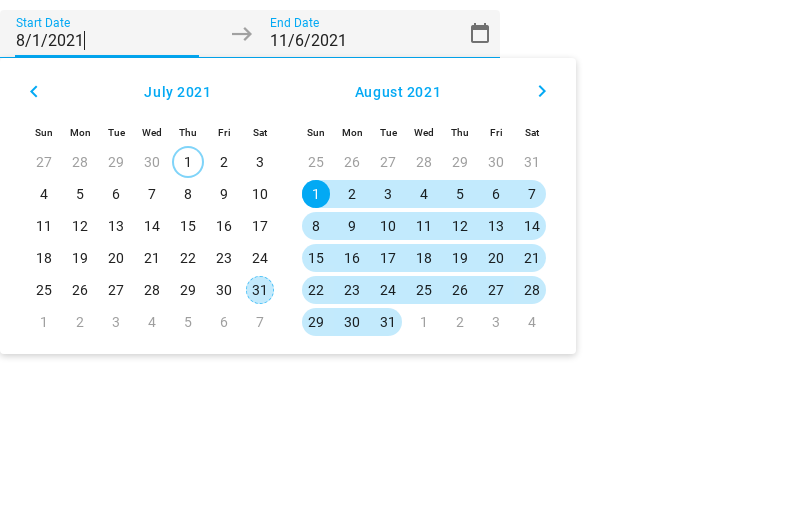 Start Date End Date
8/1/2021 11/6/2021
July 2021 August 2021
Sun Mon Tue Wed Thu Fri Sat Sun Mon Tue Wed Thu Fri Sat
27 28 29 30 1 2 3 25 26 27 28 29 30 31
4 5 6 7 8 9 10 1 2 3 4 5 6 7
11 12 13 14 15 16 17 8 9 10 11 12 13 14
18 19 20 21 22 23 24 15 16 17 18 19 20 21
25 26 27 28 29 30 31 22 23 24 25 26 27 28
1 2 3 4 5 6 7 29 30 31 1 2 3 4